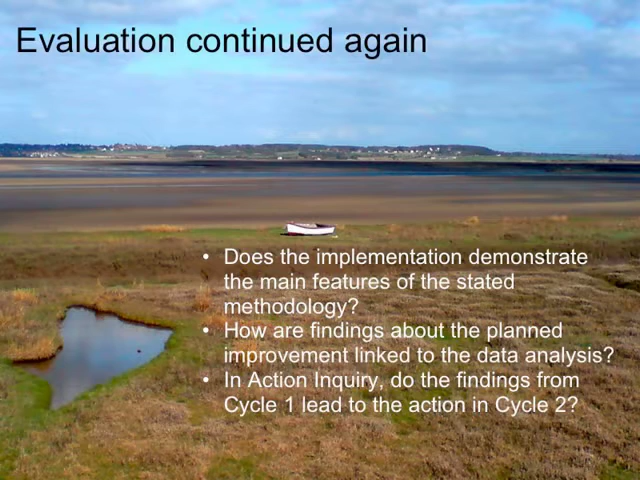 Evaluation continued again
• Does the implementation demonstrate
the main features of the stated
methodology?
• How are findings about the planned
improvement linked to the data analysis?
• In Action Inquiry, do the findings from
Cycle 1 lead to the action in Cycle 2?